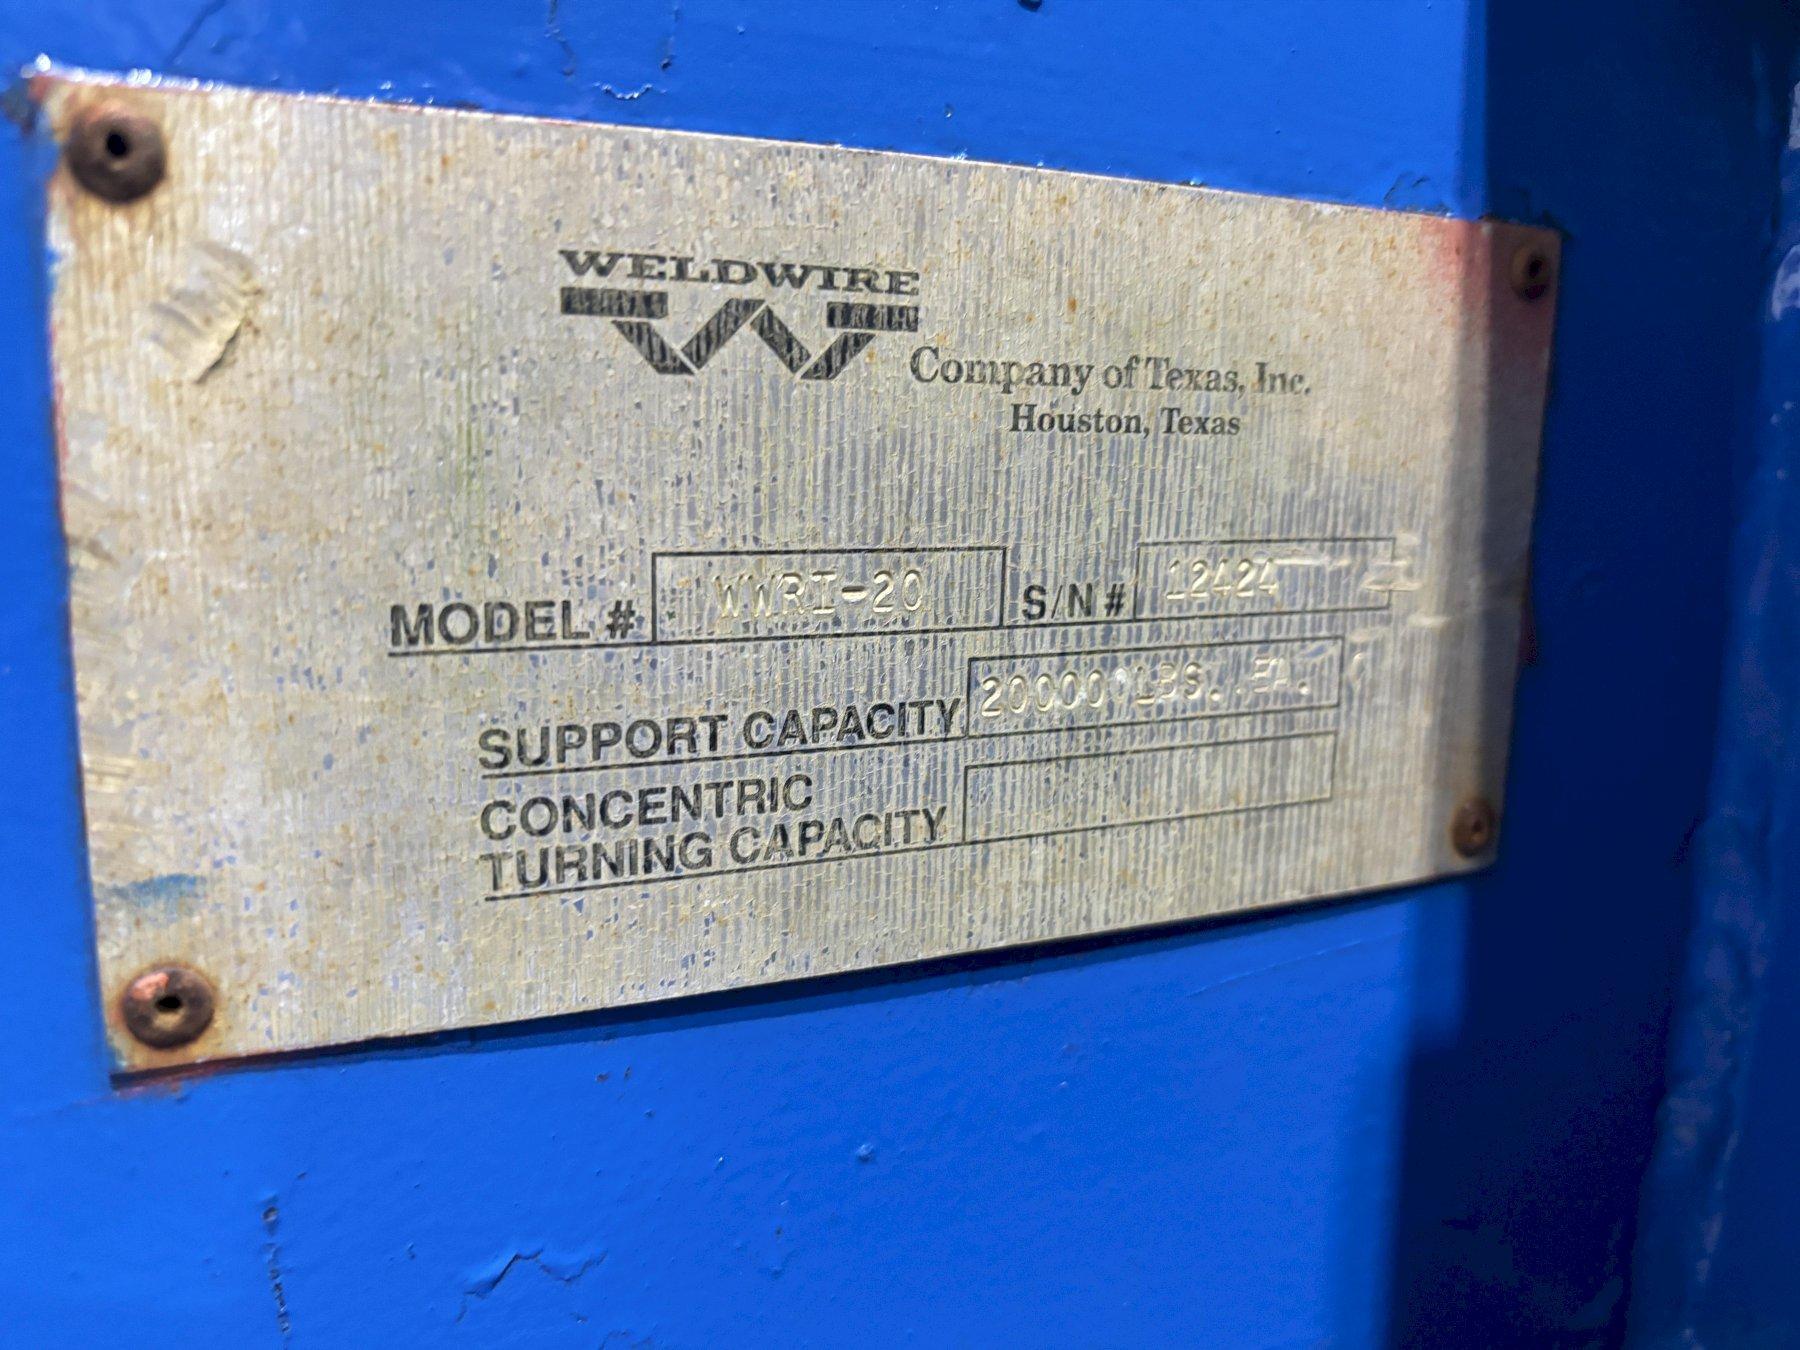 WELDWIRE
Company of Texas, Inc.
Houston, Texas
MODEL # WWRI-20 S/N # 12424
SUPPORT CAPACITY 20000 LBS. EA.
CONCENTRIC
TURNING CAPACITY